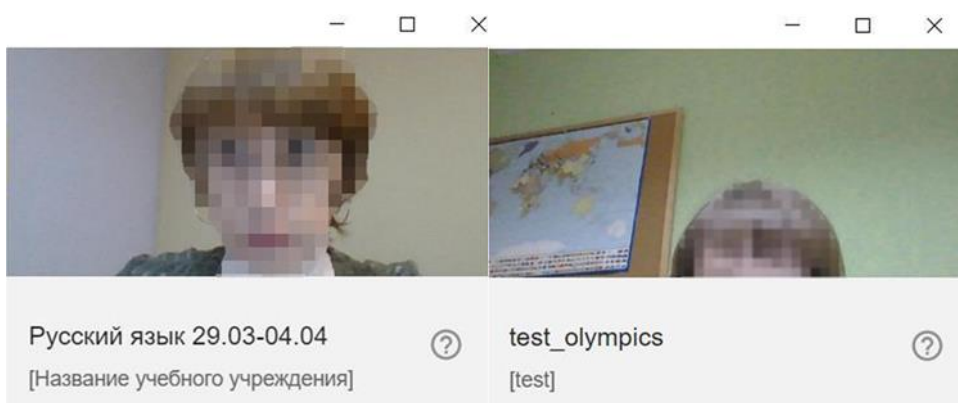 Русский язык 29.03-04.04
[Название учебного учреждения]
test_olympics
[test]